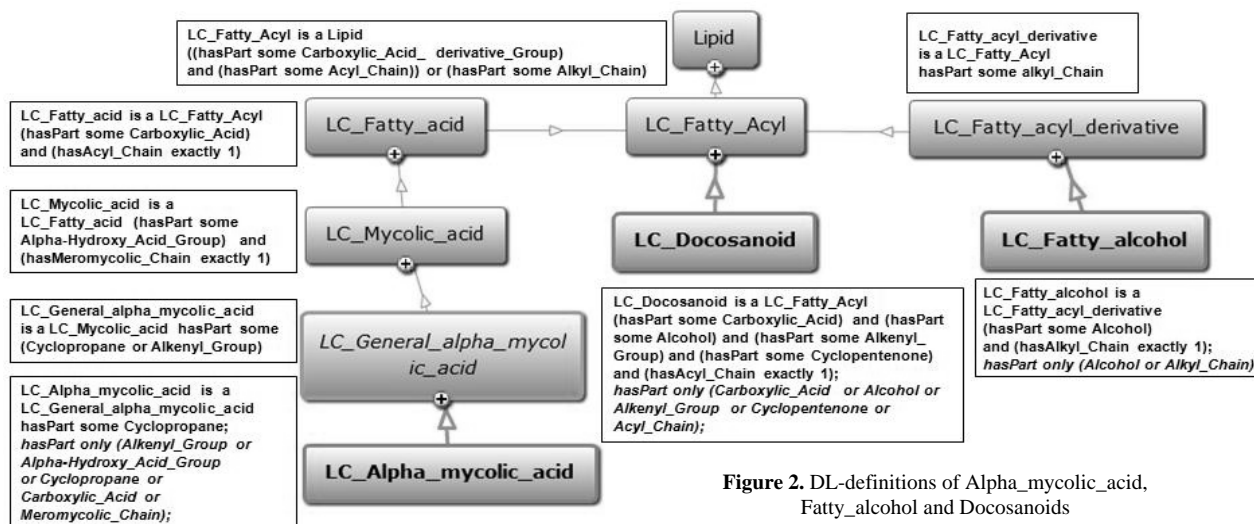 LC_Fatty_Acyl is a Lipid
((hasPart some Carboxylic_Acid_ derivative_Group)
and (hasPart some Acyl_Chain)) or (hasPart some Alkyl_Chain)
Lipid
LC_Fatty_acyl_derivative
is a LC_Fatty_Acyl
hasPart some alkyl_Chain
LC_Fatty_acid is a LC_Fatty_Acyl
(hasPart some Carboxylic_Acid)
and (hasAcyl_Chain exactly 1)
LC_Fatty_acid
LC_Fatty_Acyl
LC_Fatty_acyl_derivative
LC_Mycolic_acid is a
LC_Fatty_acid (hasPart some
Alpha-Hydroxy_Acid_Group) and
(hasMeromycolic_Chain exactly 1)
LC_Mycolic_acid
LC_Docosanoid
LC_Fatty_alcohol
LC_General_alpha_mycolic_acid
is a LC_Mycolic_acid hasPart some
(Cyclopropane or Alkenyl_Group)
LC_General_alpha_mycol
ic_acid
LC_Docosanoid is a LC_Fatty_Acyl
(hasPart some Carboxylic_Acid) and (hasPart
some Alcohol) and (hasPart some Alkenyl_
Group) and (hasPart some Cyclopentenone)
and (hasAcyl_Chain exactly 1);
hasPart only (Carboxylic_Acid or Alcohol or
Alkenyl_Group or Cyclopentenone or
Acyl_Chain);
LC_Fatty_alcohol is a
LC_Fatty_acyl_derivative
(hasPart some Alcohol)
and (hasAlkyl_Chain exactly 1);
hasPart only (Alcohol or Alkyl_Chain)
LC_Alpha_mycolic_acid is a
LC_General_alpha_mycolic_acid
hasPart some Cyclopropane;
hasPart only (Alkenyl_Group or
Alpha-Hydroxy_Acid_Group
or Cyclopropane or
Carboxylic_Acid or
Meromycolic_Chain);
LC_Alpha_mycolic_acid
Figure 2. DL-definitions of Alpha_mycolic_acid,
Fatty_alcohol and Docosanoids